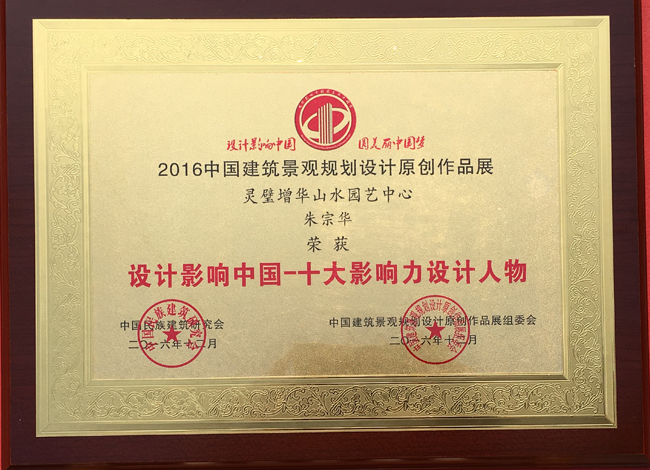 设计影响中国 圆美丽中国梦
2016中国建筑景观规划设计原创作品展
灵璧增华山水园艺中心
朱宗华
荣获
设计影响中国-十大影响力设计人物
中国民族建筑研究会 中国建筑景观规划设计原创作品展组委会
二〇一六年十二月 二〇一六年十二月